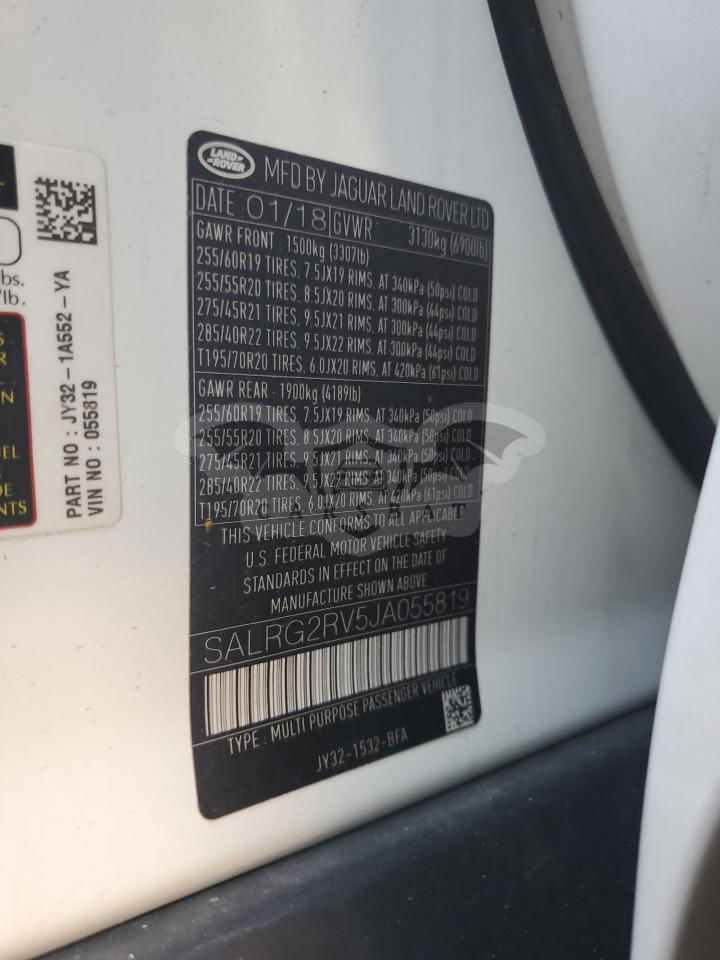 LAND ROVER
MFD BY JAGUAR LAND ROVER LTD
DATE : 01/18 GVWR : 3130kg (6900lb)
GAWR FRONT : 1500kg (3307lb)
255/60R19 TIRES, 7.5JX19 RIMS, AT 340kPa (50psi) COLD
255/55R20 TIRES, 8.5JX20 RIMS, AT 300kPa (44psi) COLD
275/45R21 TIRES, 9.5JX21 RIMS, AT 300kPa (44psi) COLD
285/40R22 TIRES, 9.5JX22 RIMS, AT 300kPa (44psi) COLD
T195/70R20 TIRES, 6.0JX20 RIMS, AT 420kPa (61psi) COLD
GAWR REAR : 1900kg (4189lb)
255/60R19 TIRES, 7.5JX19 RIMS, AT 340kPa (50psi) COLD
255/55R20 TIRES, 8.5JX20 RIMS, AT 340kPa (50psi) COLD
275/45R21 TIRES, 9.5JX21 RIMS, AT 340kPa (50psi) COLD
285/40R22 TIRES, 9.5JX22 RIMS, AT 340kPa (50psi) COLD
T195/70R20 TIRES, 6.0JX20 RIMS, AT 420kPa (61psi) COLD
THIS VEHICLE CONFORMS TO ALL APPLICABLE
U.S. FEDERAL MOTOR VEHICLE SAFETY
STANDARDS IN EFFECT ON THE DATE OF
MANUFACTURE SHOWN ABOVE
SALRG2RV5JA055819
TYPE : MULTI PURPOSE PASSENGER VEHICLE
JY32-1532-BFA
PART NO : JY32-1A552-YA
VIN NO : 055819